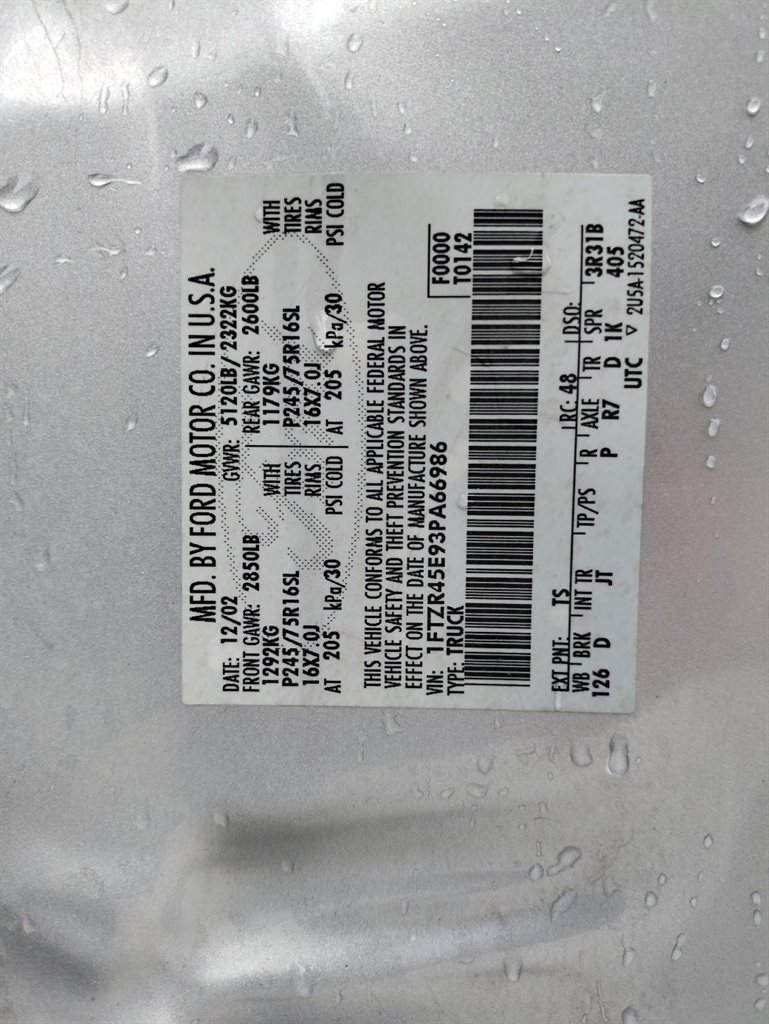 MFD. BY FORD MOTOR CO. IN U.S.A.
DATE: 12/02 GVWR: 5120LB/ 2322KG
FRONT GAWR: 2850LB REAR GAWR: 2600LB
1292KG WITH 1179KG WITH
P245/75R16SL TIRES P245/75R16SL TIRES
16X7.0J RIMS 16X7.0J RIMS
AT 205 kPa/30 PSI COLD AT 205 kPa/30 PSI COLD
THIS VEHICLE CONFORMS TO ALL APPLICABLE FEDERAL MOTOR
VEHICLE SAFETY AND THEFT PREVENTION STANDARDS IN
EFFECT ON THE DATE OF MANUFACTURE SHOWN ABOVE.
VIN: 1FTZR45E93PA66986 F0000
TYPE: TRUCK T0142
EXT PNT: TS RC: 48 DSO:
WB BRK INT TR TP/PS R AXLE TR SPR 3R31B
126 D JT P R7 D 1K 405
UTC ▽ 2U5A-1520472-AA